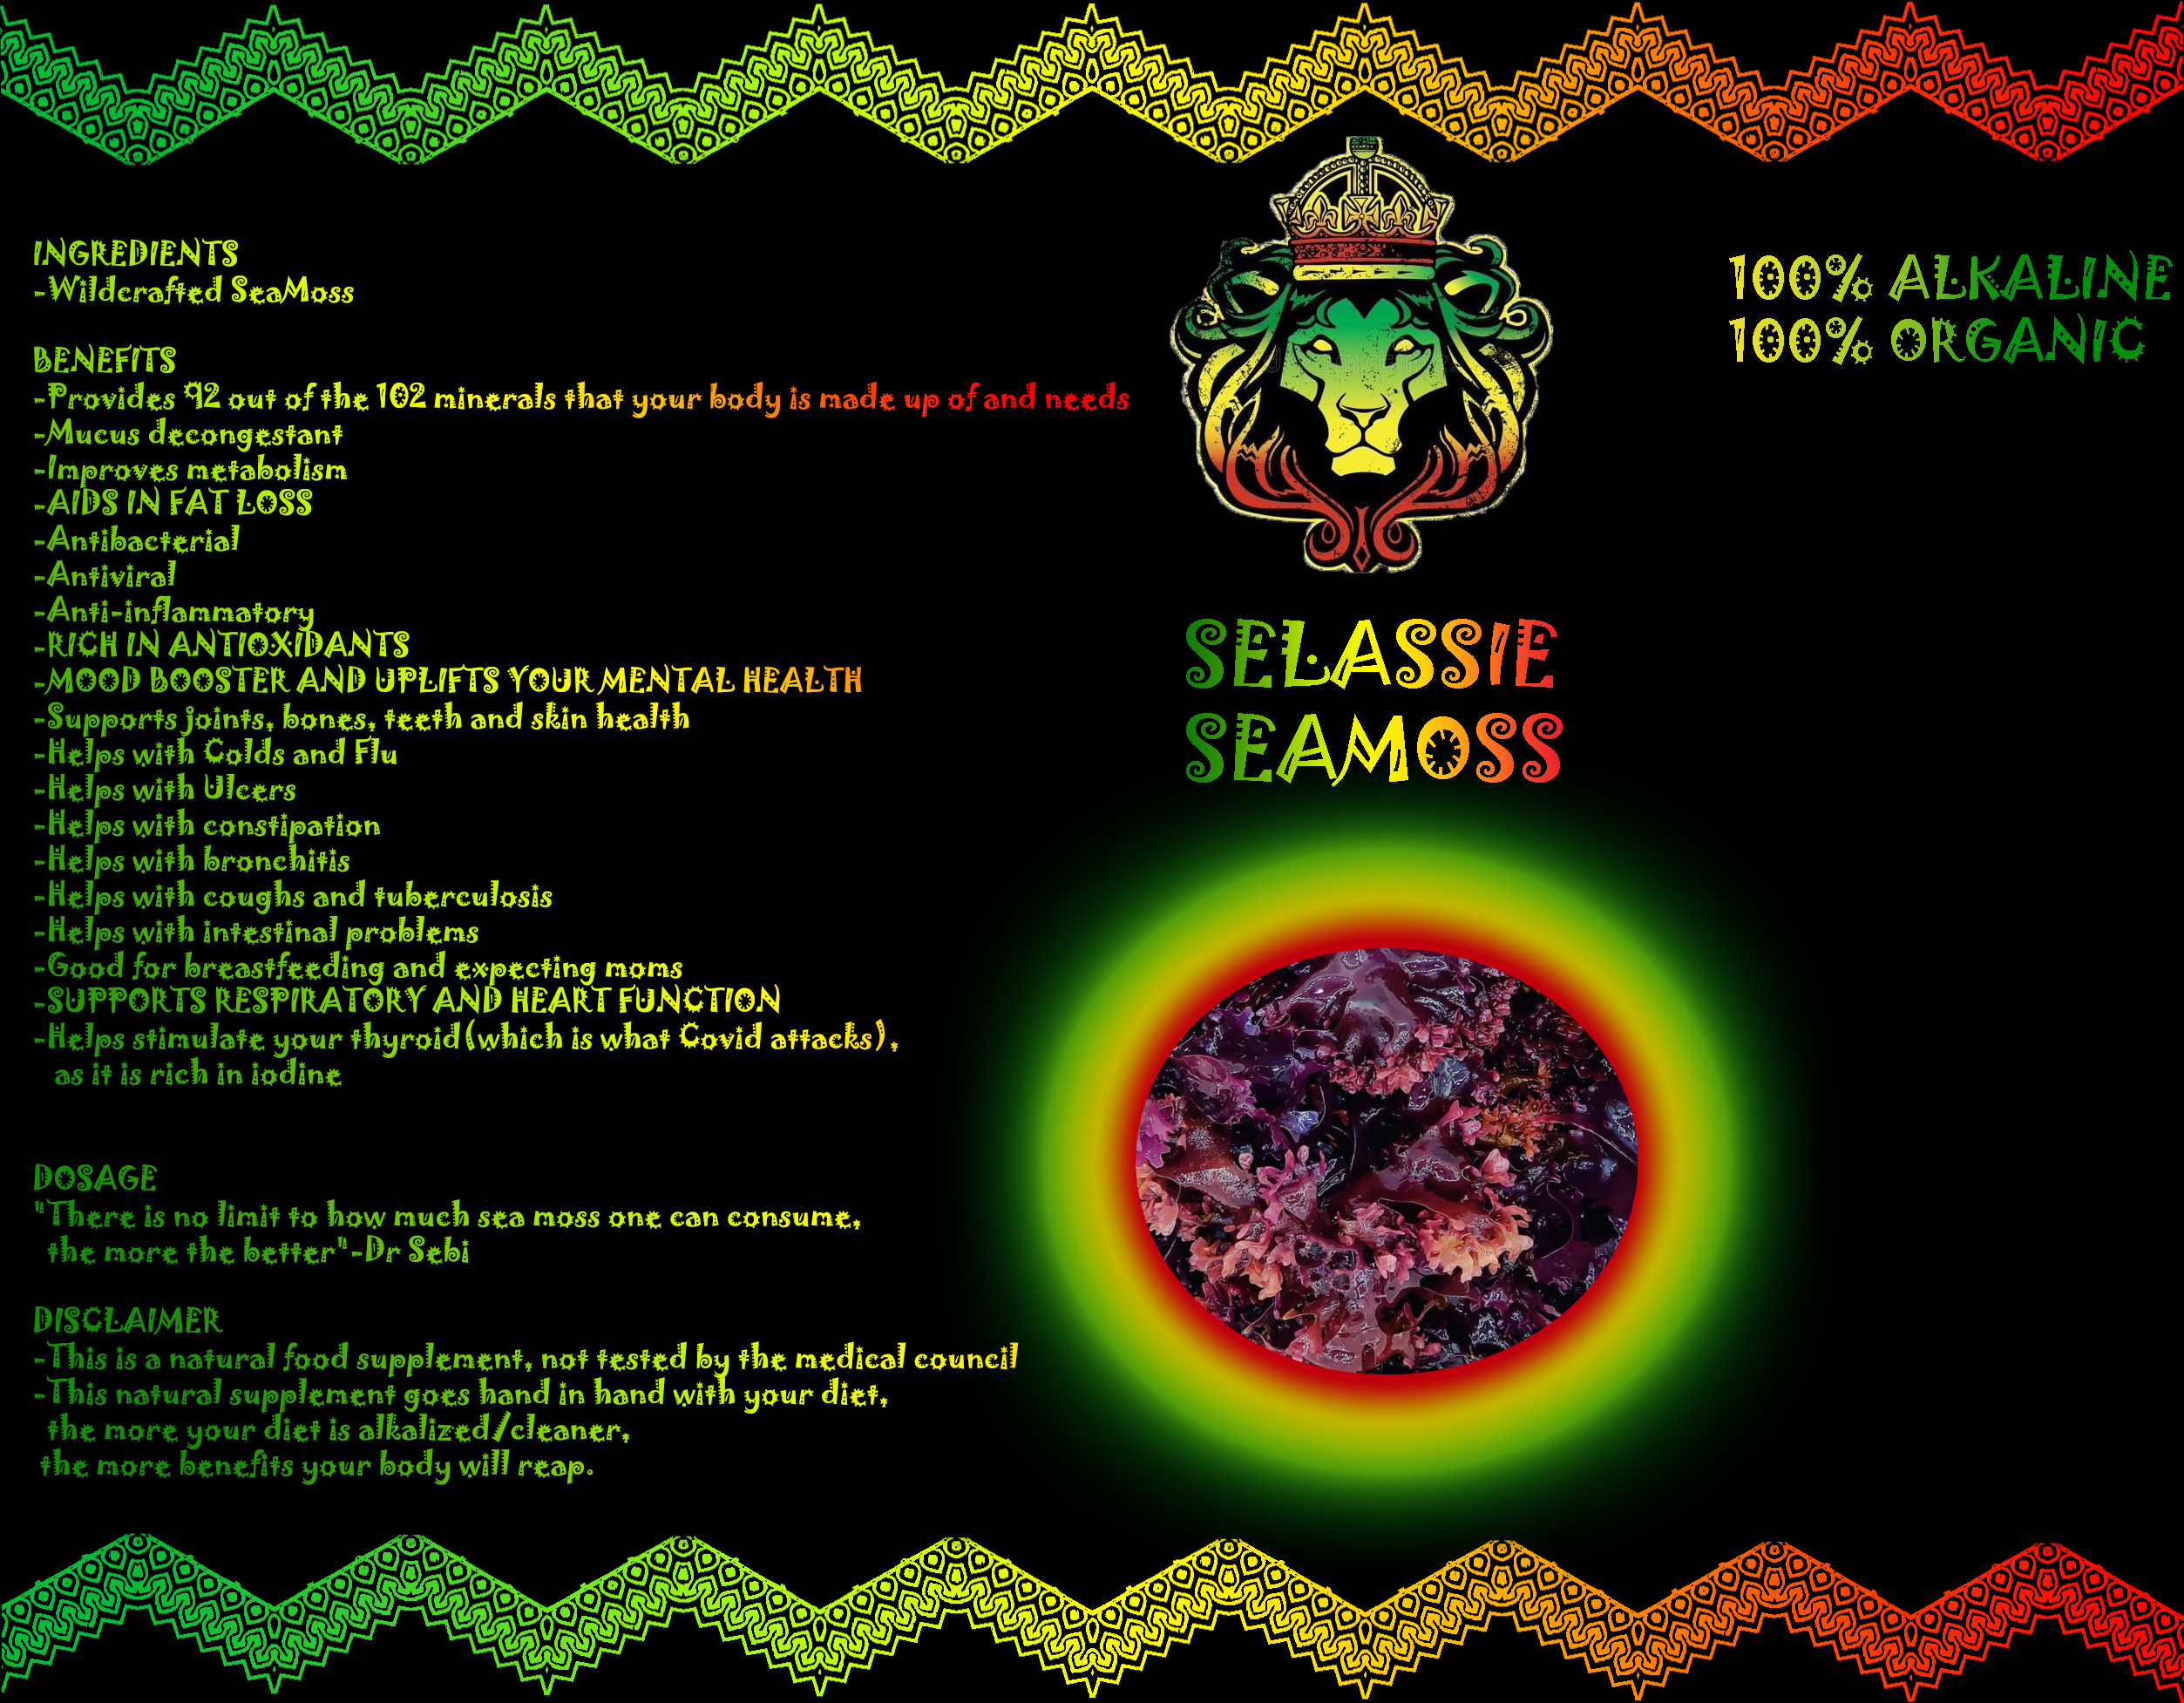 INGREDIENTS
-Wildcrafted SeaMoss
BENEFITS
-Provides 92 out of the 102 minerals that your body is made up of and needs
-Mucus decongestant
-Improves metabolism
-AIDS IN FAT LOSS
-Antibacterial
-Antiviral
-Anti-inflammatory
-RICH IN ANTIOXIDANTS
-MOOD BOOSTER AND UPLIFTS YOUR MENTAL HEALTH
-Supports joints, bones, teeth and skin health
-Helps with Colds and Flu
-Helps with Ulcers
-Helps with constipation
-Helps with bronchitis
-Helps with coughs and tuberculosis
-Helps with intestinal problems
-Good for breastfeeding and expecting moms
-SUPPORTS RESPIRATORY AND HEART FUNCTION
-Helps stimulate your thyroid(which is what Covid attacks),
as it is rich in iodine
DOSAGE
"There is no limit to how much sea moss one can consume,
the more the better"-Dr Sebi
DISCLAIMER
-This is a natural food supplement, not tested by the medical council
-This natural supplement goes hand in hand with your diet,
the more your diet is alkalized/cleaner,
the more benefits your body will reap.
SELASSIE
SEAMOSS
100% ALKALINE
100% ORGANIC